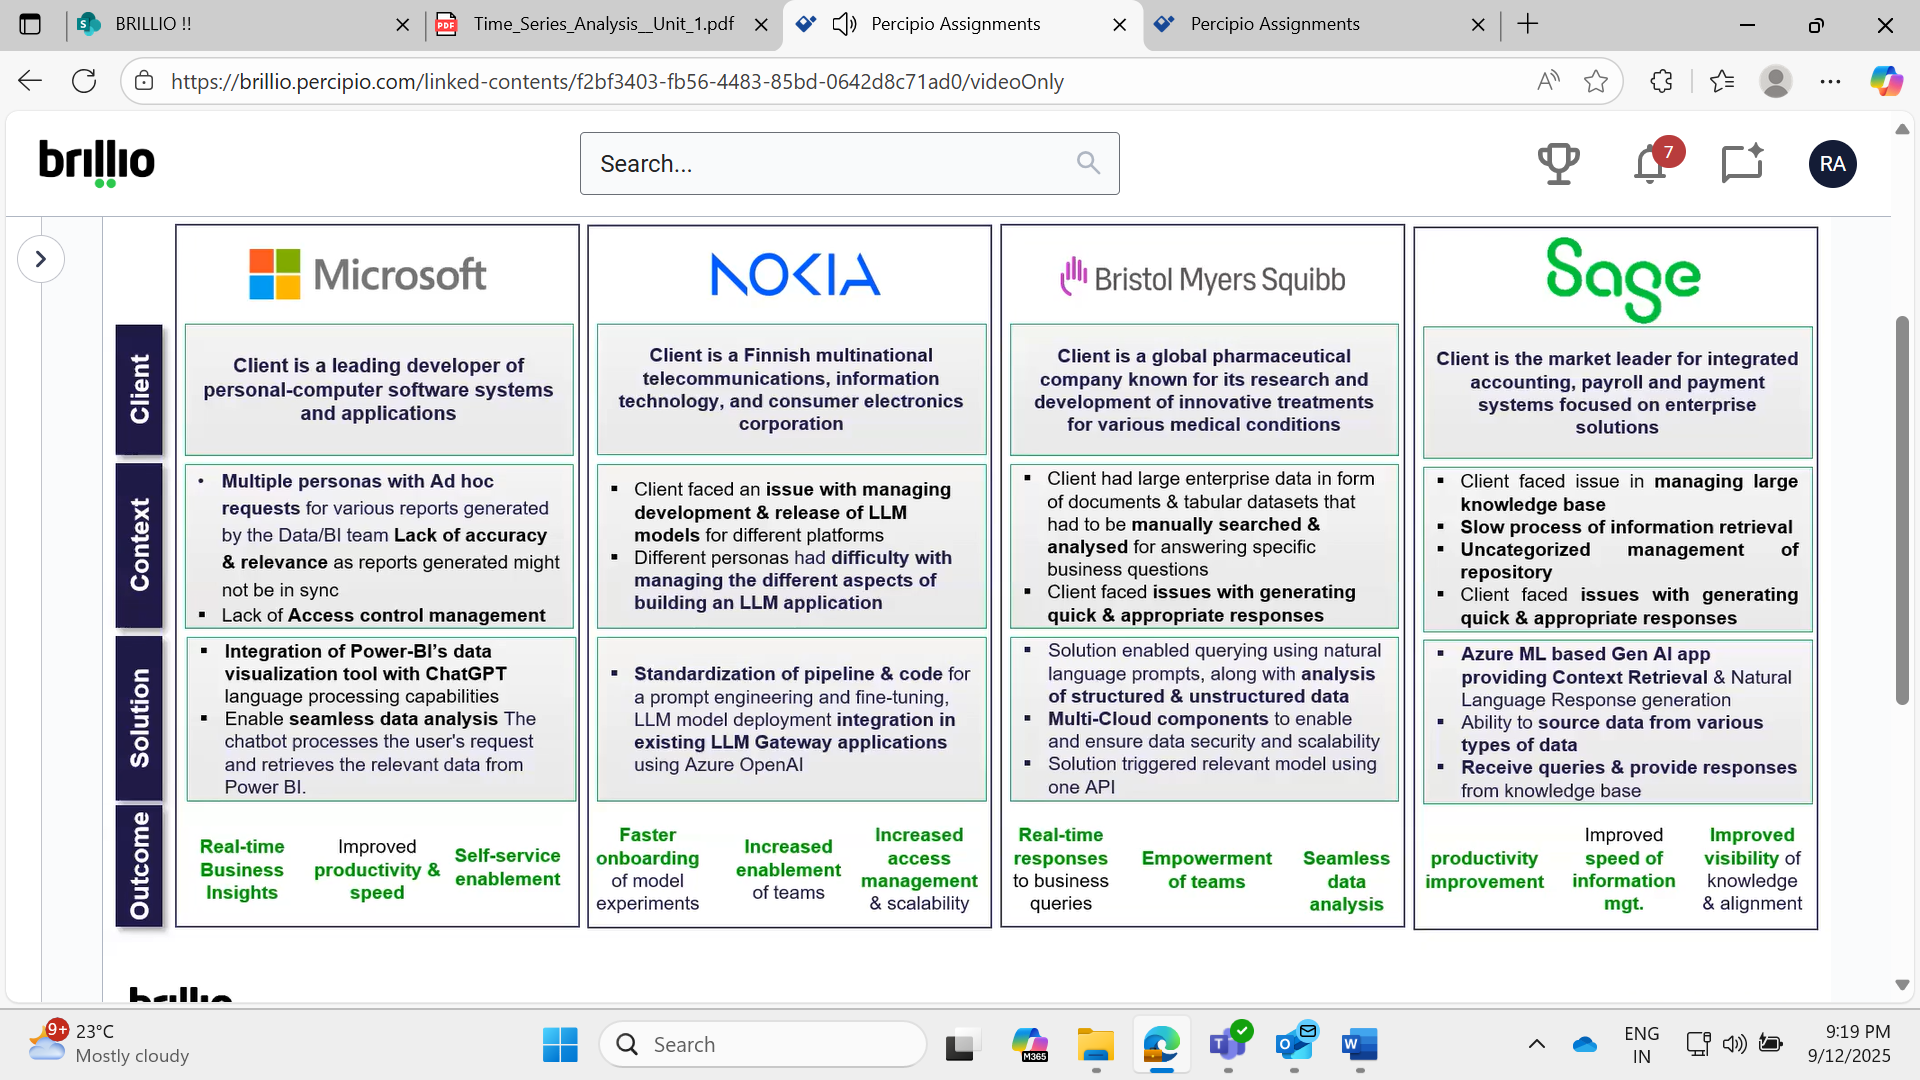 BRILLIO !!
Time_Series_Analysis__Unit_1.pdf
Percipio Assignments
Percipio Assignments
https://brillio.percipio.com/linked-contents/f2bf3403-fb56-4483-85bd-0642d8c71ad0/videoOnly
brillio
Search...
7
RA
Microsoft
NOKIA
Bristol Myers Squibb
Sage
Client
Client is a leading developer of
personal-computer software systems
and applications
Client is a Finnish multinational
telecommunications, information
technology, and consumer electronics
corporation
Client is a global pharmaceutical
company known for its research and
development of innovative treatments
for various medical conditions
Client is the market leader for integrated
accounting, payroll and payment
systems focused on enterprise
solutions
Context
• Multiple personas with Ad hoc
requests for various reports generated
by the Data/BI team Lack of accuracy
& relevance as reports generated might
not be in sync
▪ Lack of Access control management
▪ Client faced an issue with managing
development & release of LLM
models for different platforms
▪ Different personas had difficulty with
managing the different aspects of
building an LLM application
▪ Client had large enterprise data in form
of documents & tabular datasets that
had to be manually searched &
analysed for answering specific
business questions
▪ Client faced issues with generating
quick & appropriate responses
▪ Client faced issue in managing large
knowledge base
▪ Slow process of information retrieval
▪ Uncategorized management of
repository
▪ Client faced issues with generating
quick & appropriate responses
Solution
▪ Integration of Power-BI's data
visualization tool with ChatGPT
language processing capabilities
▪ Enable seamless data analysis The
chatbot processes the user's request
and retrieves the relevant data from
Power BI.
▪ Standardization of pipeline & code for
a prompt engineering and fine-tuning,
LLM model deployment integration in
existing LLM Gateway applications
using Azure OpenAI
▪ Solution enabled querying using natural
language prompts, along with analysis
of structured & unstructured data
▪ Multi-Cloud components to enable
and ensure data security and scalability
▪ Solution triggered relevant model using
one API
▪ Azure ML based Gen AI app
providing Context Retrieval & Natural
Language Response generation
▪ Ability to source data from various
types of data
▪ Receive queries & provide responses
from knowledge base
Outcome
Real-time
Business
Insights
Improved
productivity &
speed
Self-service
enablement
Faster
onboarding
of model
experiments
Increased
enablement
of teams
Increased
access
management
& scalability
Real-time
responses
to business
queries
Empowerment
of teams
Seamless
data
analysis
productivity
improvement
Improved
speed of
information
mgt.
Improved
visibility of
knowledge
& alignment
brillio
9+
23°C
Mostly cloudy
Search
M365
ENG
IN
9:19 PM
9/12/2025